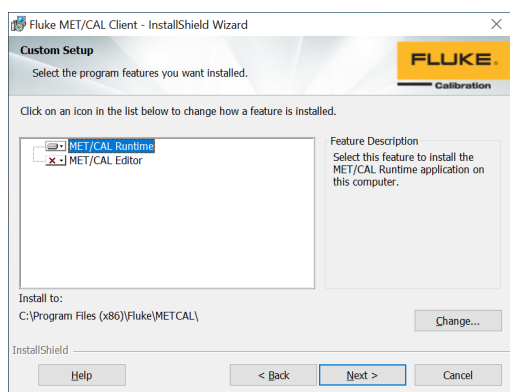 Fluke MET/CAL Client - InstallShield Wizard
Custom Setup
Select the program features you want installed.
FLUKE®
Calibration
Click on an icon in the list below to change how a feature is installed.
MET/CAL Runtime
MET/CAL Editor
Feature Description
Select this feature to install the
MET/CAL Runtime application on
this computer.
Install to:
C:\Program Files (x86)\Fluke\METCAL\
Change...
InstallShield
Help
< Back
Next >
Cancel